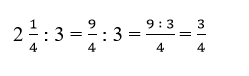 2 1/4 : 3 = 9/4 : 3 = (9 : 3)/4 = 3/4